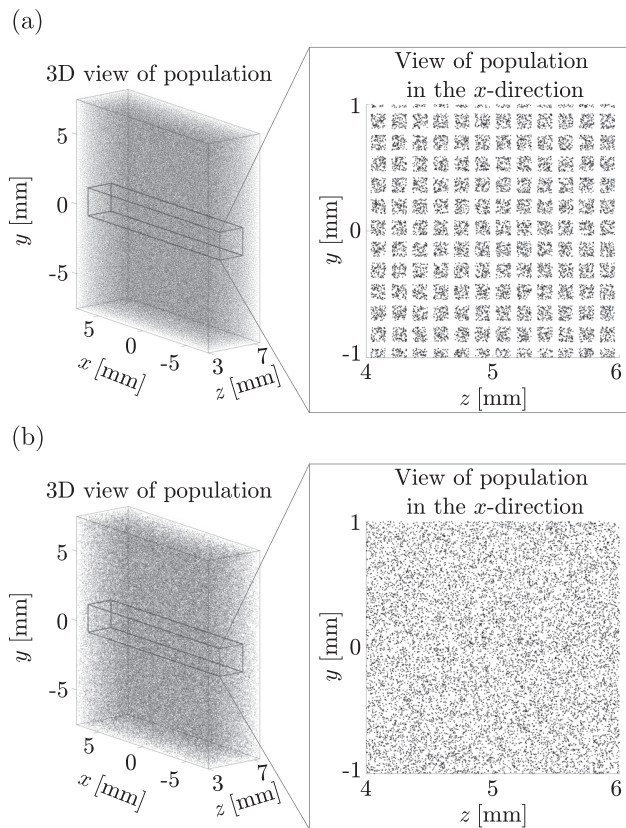 (a)
3D view of population
View of population
in the x-direction
5
0
-5
y [mm]
5
0
-5
x [mm]
3
7
z [mm]
1
0
-1
y [mm]
4
5
6
z [mm]
(b)
3D view of population
View of population
in the x-direction
5
0
-5
y [mm]
5
0
-5
x [mm]
3
7
z [mm]
1
0
-1
y [mm]
4
5
6
z [mm]